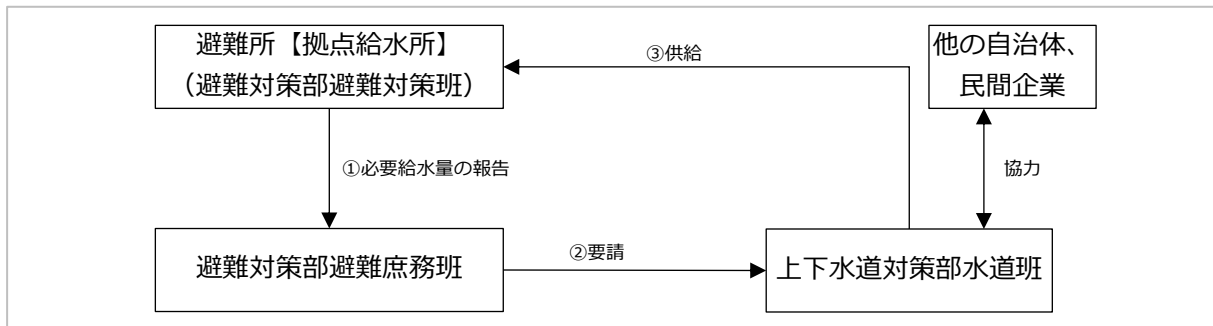 避難所【拠点給水所】
（避難対策部避難対策班）
③供給
他の自治体、
民間企業
①必要給水量の報告
協力
避難対策部避難庶務班
②要請
上下水道対策部水道班